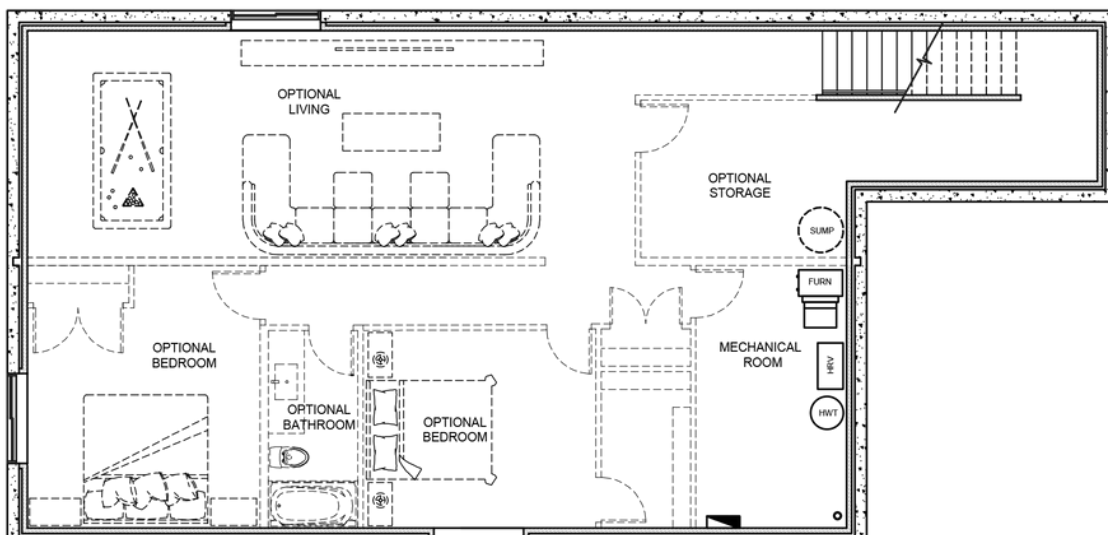 OPTIONAL
LIVING
OPTIONAL
STORAGE
SUMP
FURN
OPTIONAL
BEDROOM
MECHANICAL
ROOM
HRV
OPTIONAL
BATHROOM
OPTIONAL
BEDROOM
HWT